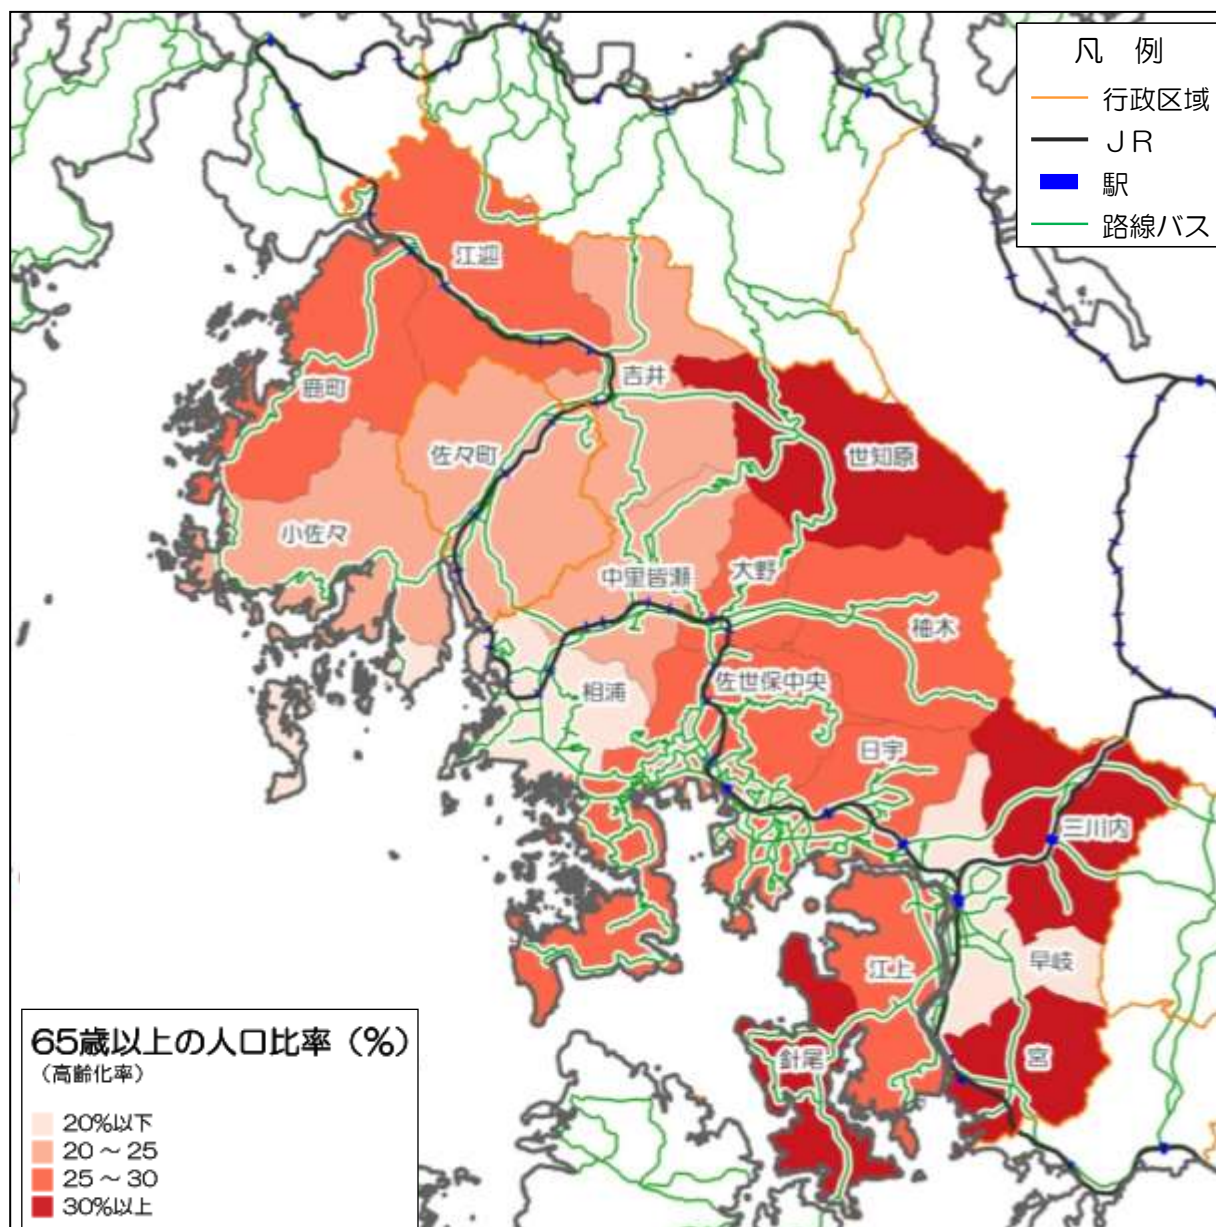 凡　例
行政区域
ＪＲ
駅
路線バス
江迎
鹿町
吉井
佐々町
世知原
小佐々
中里皆瀬
大野
柚木
相浦
佐世保中央
日宇
三川内
江上
早岐
針尾
宮
65歳以上の人口比率（%）
（高齢化率）
20%以下
20～25
25～30
30%以上